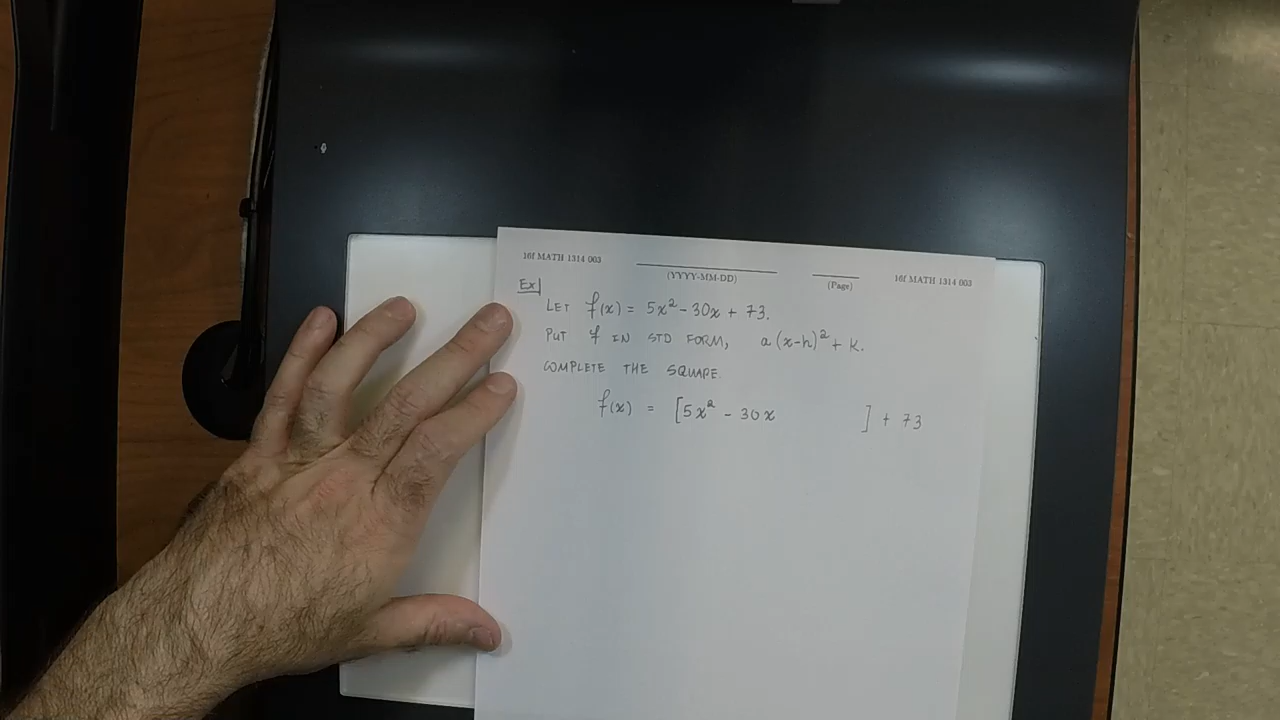 16f MATH 1314 003
(YYYY-MM-DD)
(Page)
16f MATH 1314 003
Ex
LET f(x) = 5x² - 30x + 73.
PUT f IN STD FORM, a(x-h)² + k.
COMPLETE THE SQUARE.
f(x) = [5x² - 30x ] + 73